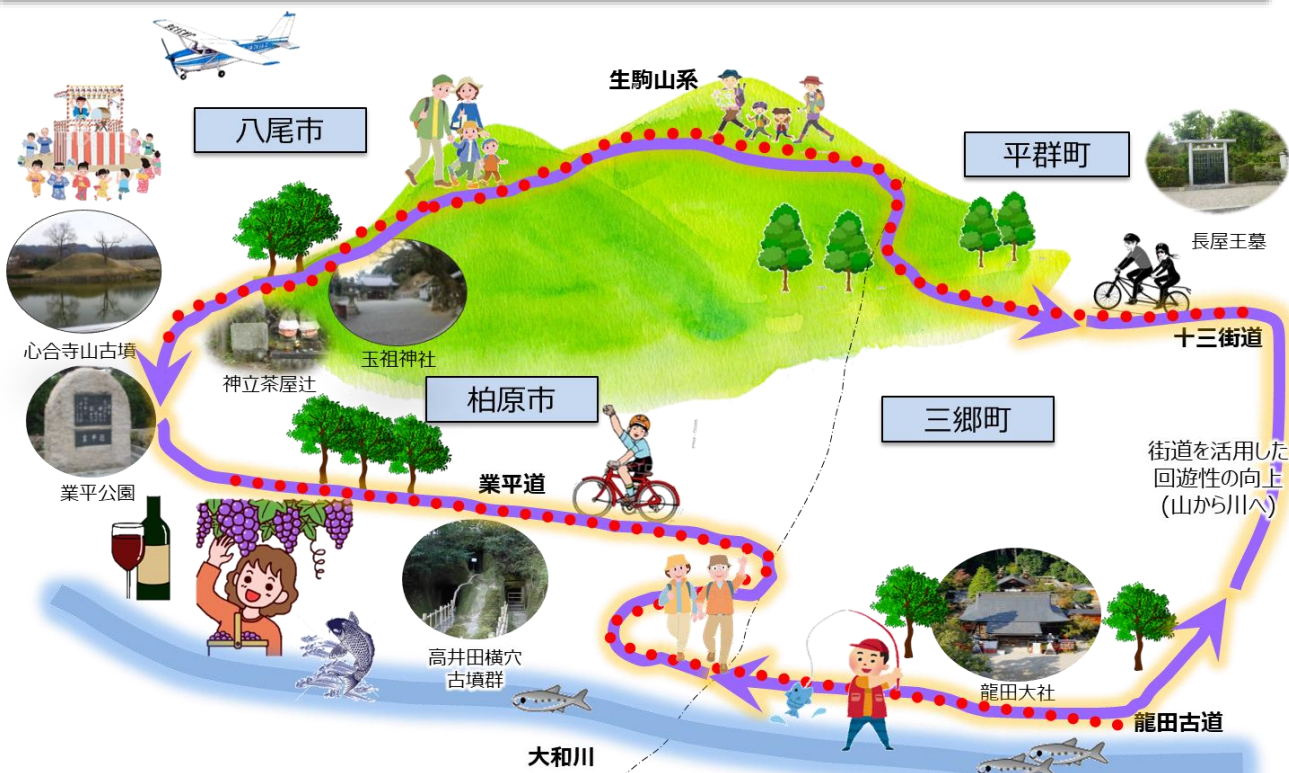 生駒山系
八尾市
平群町
長屋王墓
十三街道
心合寺山古墳
玉祖神社
神立茶屋辻
柏原市
三郷町
街道を活用した
回遊性の向上
(山から川へ)
業平公園
業平道
高井田横穴
古墳群
龍田大社
龍田古道
大和川